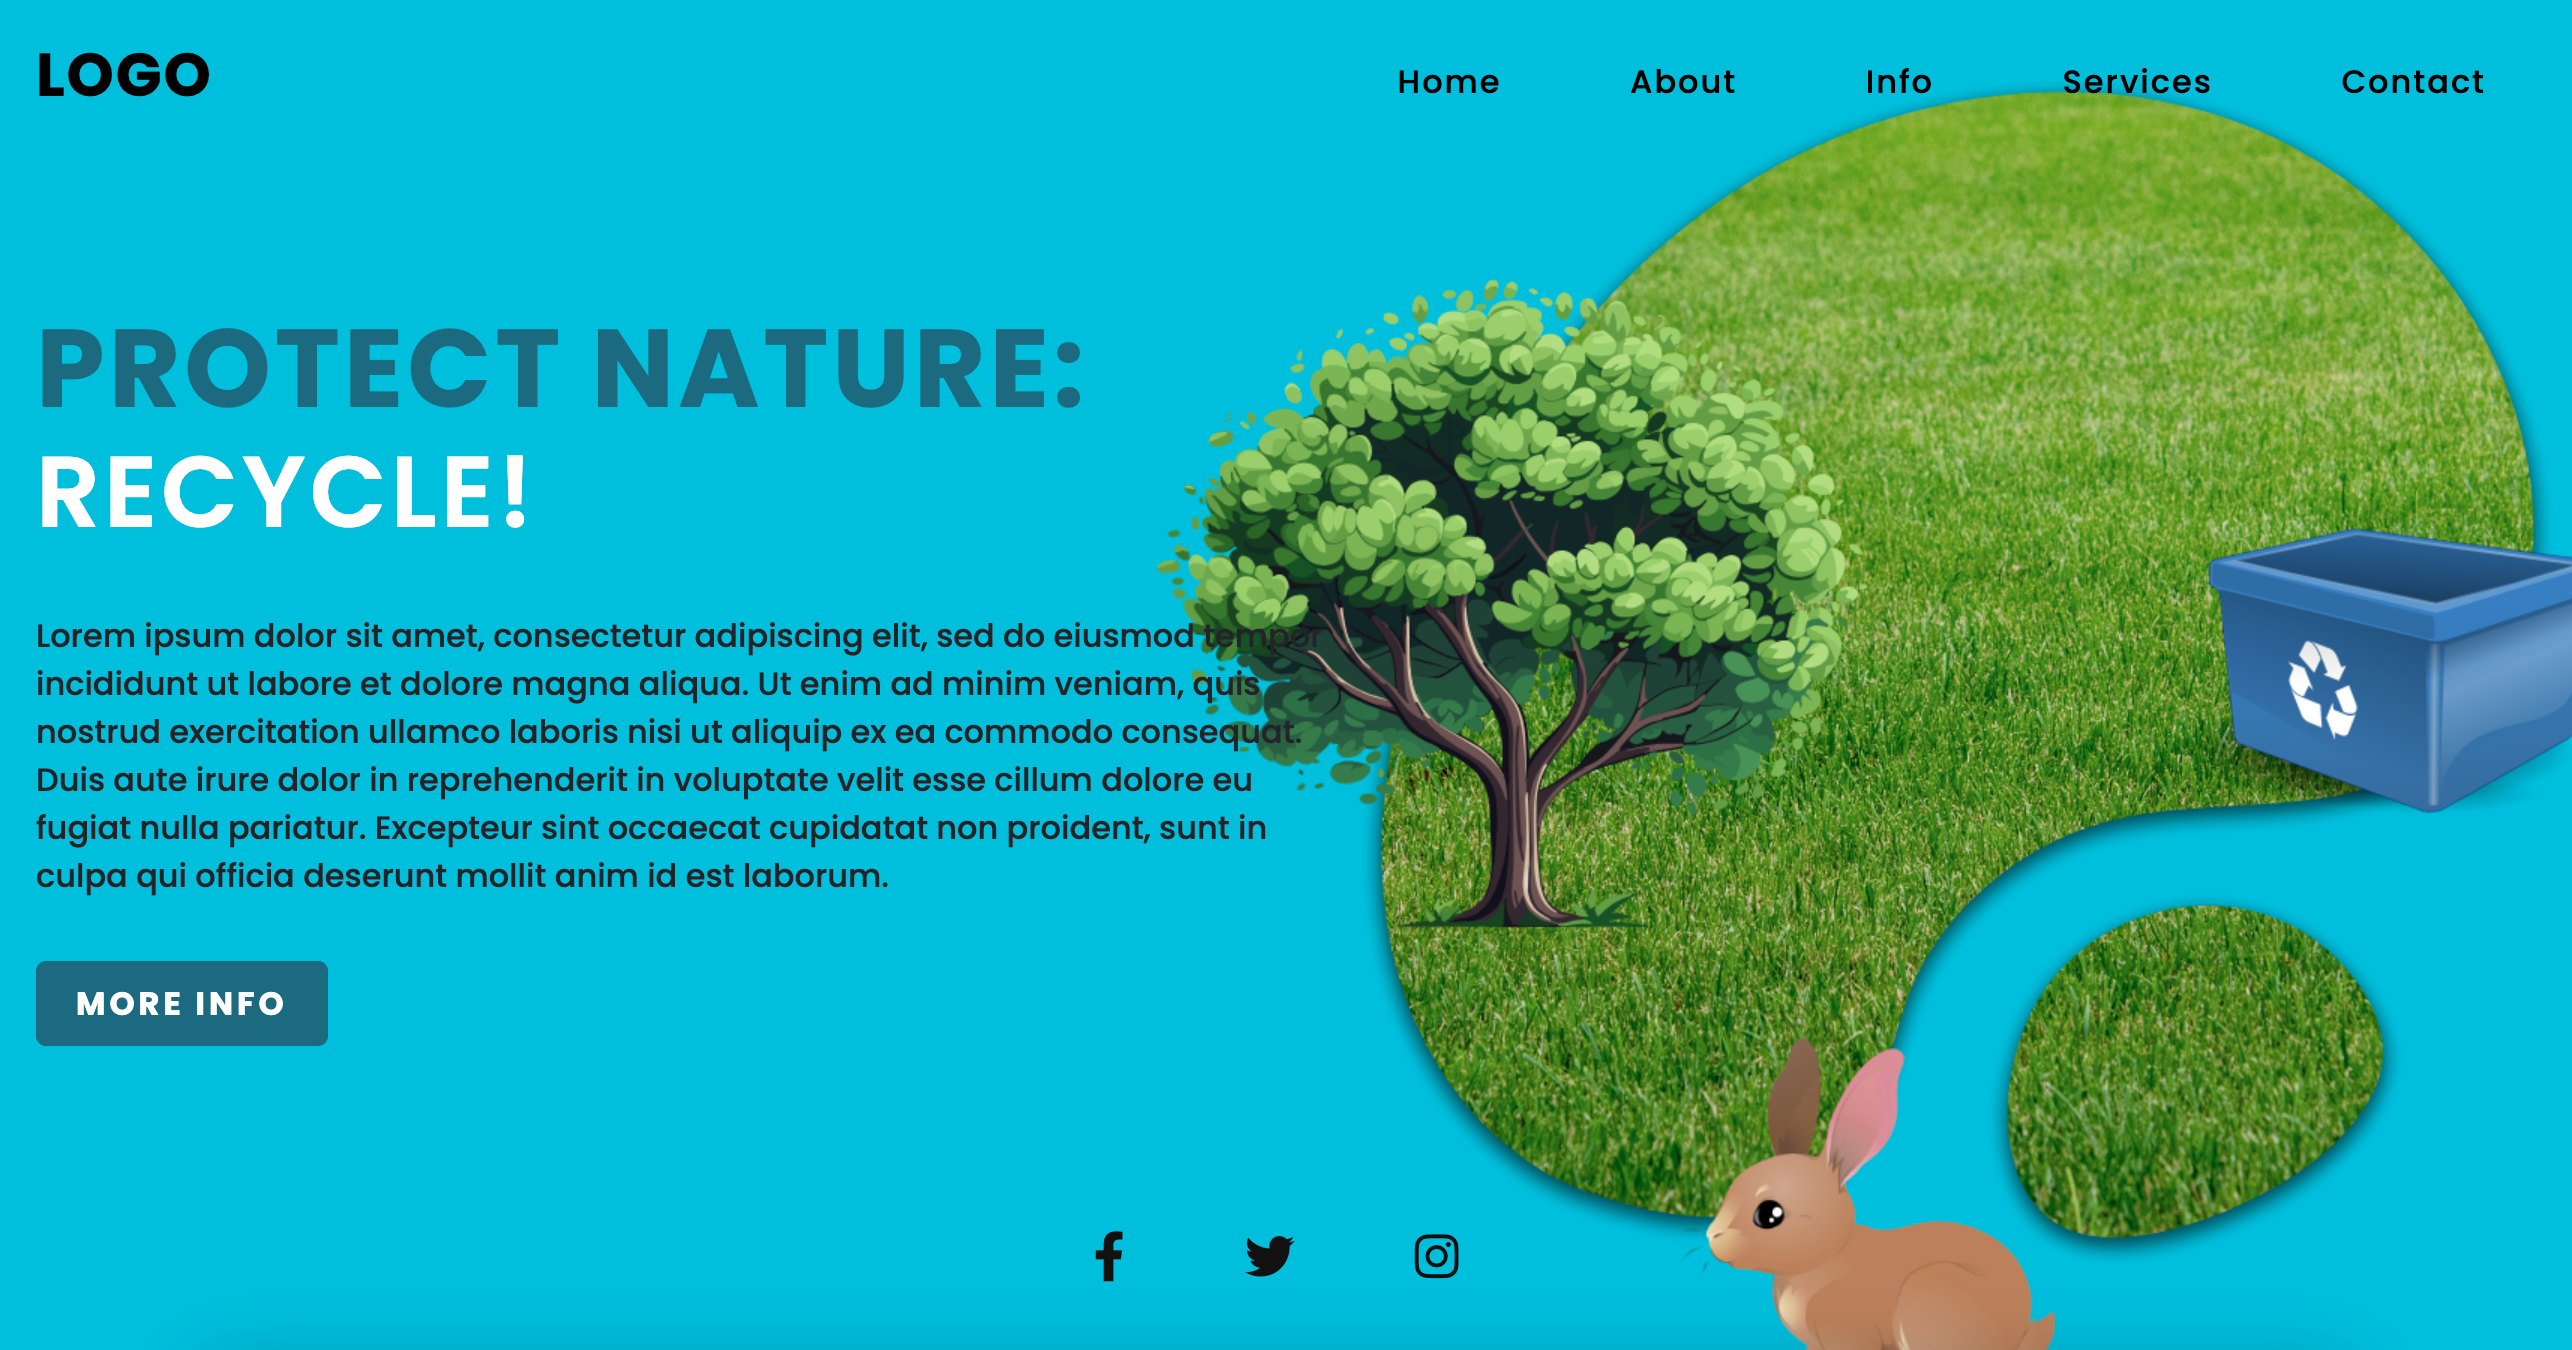 LOGO
Home About Info Services Contact
PROTECT NATURE:
RECYCLE!
Lorem ipsum dolor sit amet, consectetur adipiscing elit, sed do eiusmod tempor
incididunt ut labore et dolore magna aliqua. Ut enim ad minim veniam, quis
nostrud exercitation ullamco laboris nisi ut aliquip ex ea commodo consequat.
Duis aute irure dolor in reprehenderit in voluptate velit esse cillum dolore eu
fugiat nulla pariatur. Excepteur sint occaecat cupidatat non proident, sunt in
culpa qui officia deserunt mollit anim id est laborum.
MORE INFO